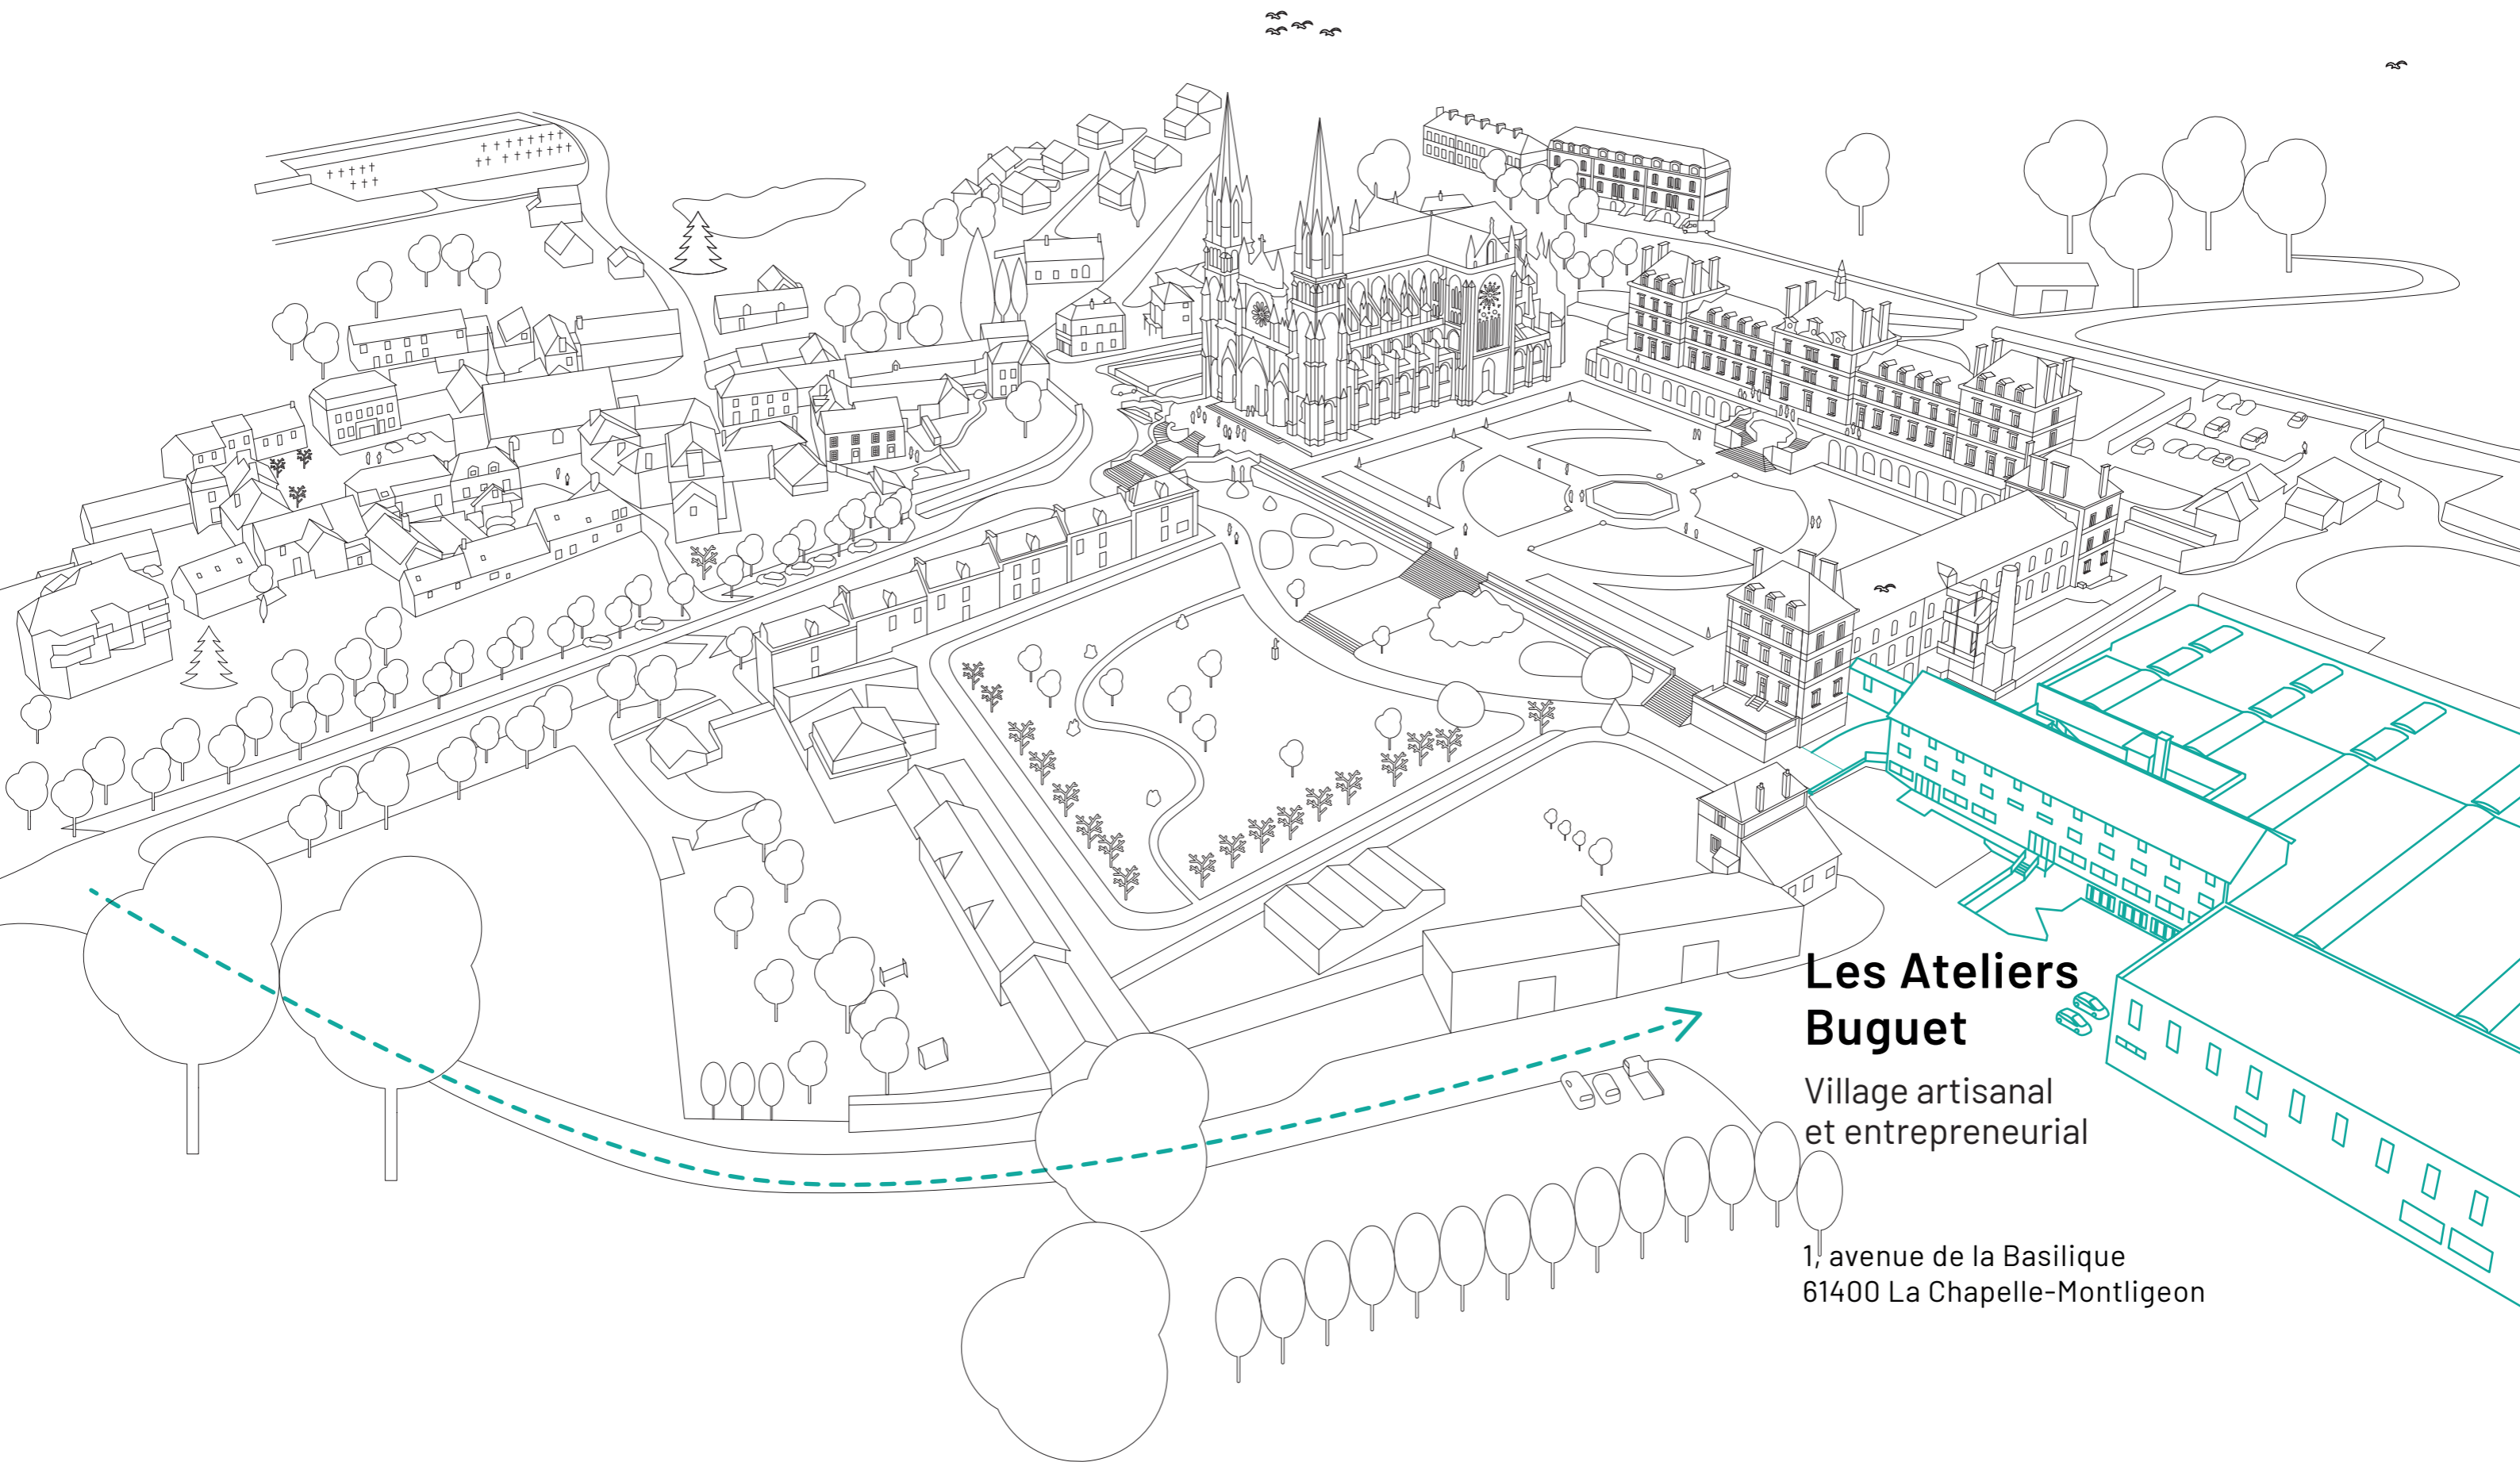 Les Ateliers
Buguet
Village artisanal
et entrepreneurial
1, avenue de la Basilique
61400 La Chapelle-Montligeon